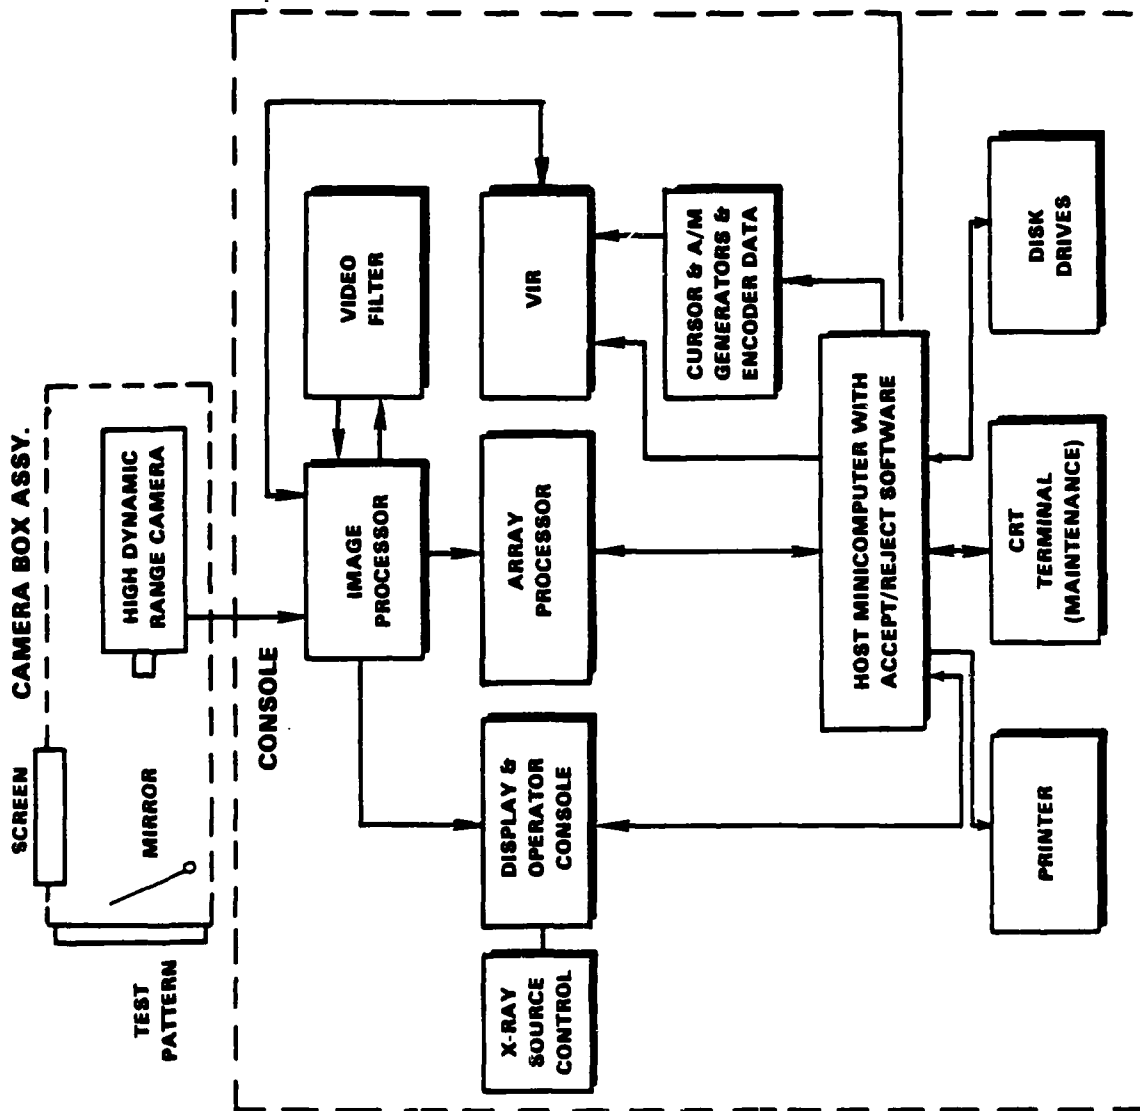 CAMERA BOX ASSY.
SCREEN
MIRROR
TEST
PATTERN
HIGH DYNAMIC
RANGE CAMERA
CONSOLE
IMAGE
PROCESSOR
VIDEO
FILTER
X-RAY
SOURCE
CONTROL
DISPLAY &
OPERATOR
CONSOLE
ARRAY
PROCESSOR
VIR
CURSOR & A/M
GENERATORS &
ENCODER DATA
HOST MINICOMPUTER WITH
ACCEPT/REJECT SOFTWARE
PRINTER
CRT
TERMINAL
(MAINTENANCE)
DISK
DRIVES